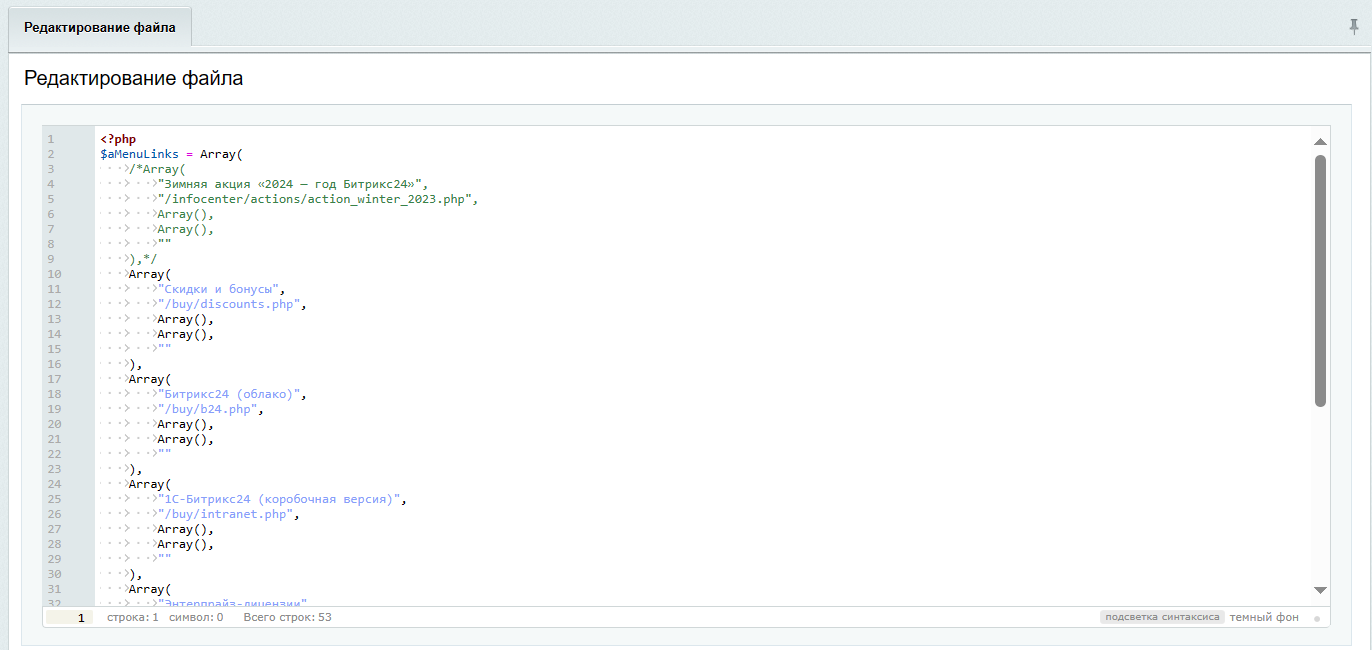 Редактирование файла
Редактирование файла
1 <?php
2 $aMenuLinks = Array(
3 /*Array(
4 "Зимняя акция «2024 — год Битрикс24»",
5 "/infocenter/actions/action_winter_2023.php",
6 Array(),
7 Array(),
8 ""
9 ),*/
10 Array(
11 "Скидки и бонусы",
12 "/buy/discounts.php",
13 Array(),
14 Array(),
15 ""
16 ),
17 Array(
18 "Битрикс24 (облако)",
19 "/buy/b24.php",
20 Array(),
21 Array(),
22 ""
23 ),
24 Array(
25 "1С-Битрикс24 (коробочная версия)",
26 "/buy/intranet.php",
27 Array(),
28 Array(),
29 ""
30 ),
31 Array(
32 "Энтерпрайз-лицензии"
1 строка: 1 символ: 0 Всего строк: 53 подсветка синтаксиса темный фон